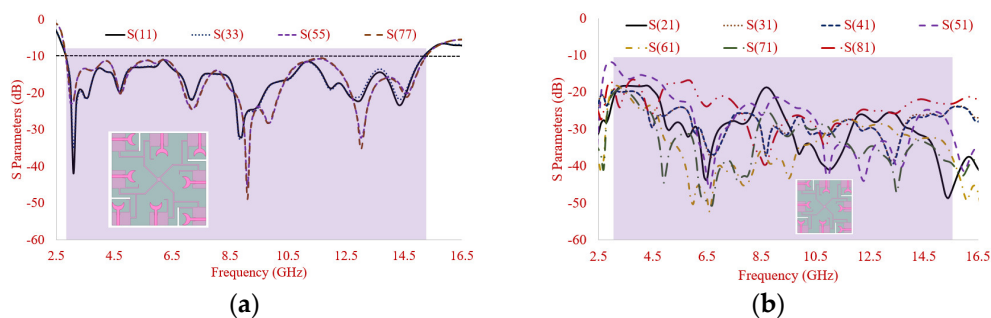 S(11) S(33) S(55) S(77)
0
-10
-20
-30
-40
-50
-60
S Parameters (dB)
2.5 4.5 6.5 8.5 10.5 12.5 14.5 16.5
Frequency (GHz)
(a)
S(21) S(31) S(41) S(51)
S(61) S(71) S(81)
0
-10
-20
-30
-40
-50
-60
S Parameters (dB)
2.5 4.5 6.5 8.5 10.5 12.5 14.5 16.5
Frequency (GHz)
(b)